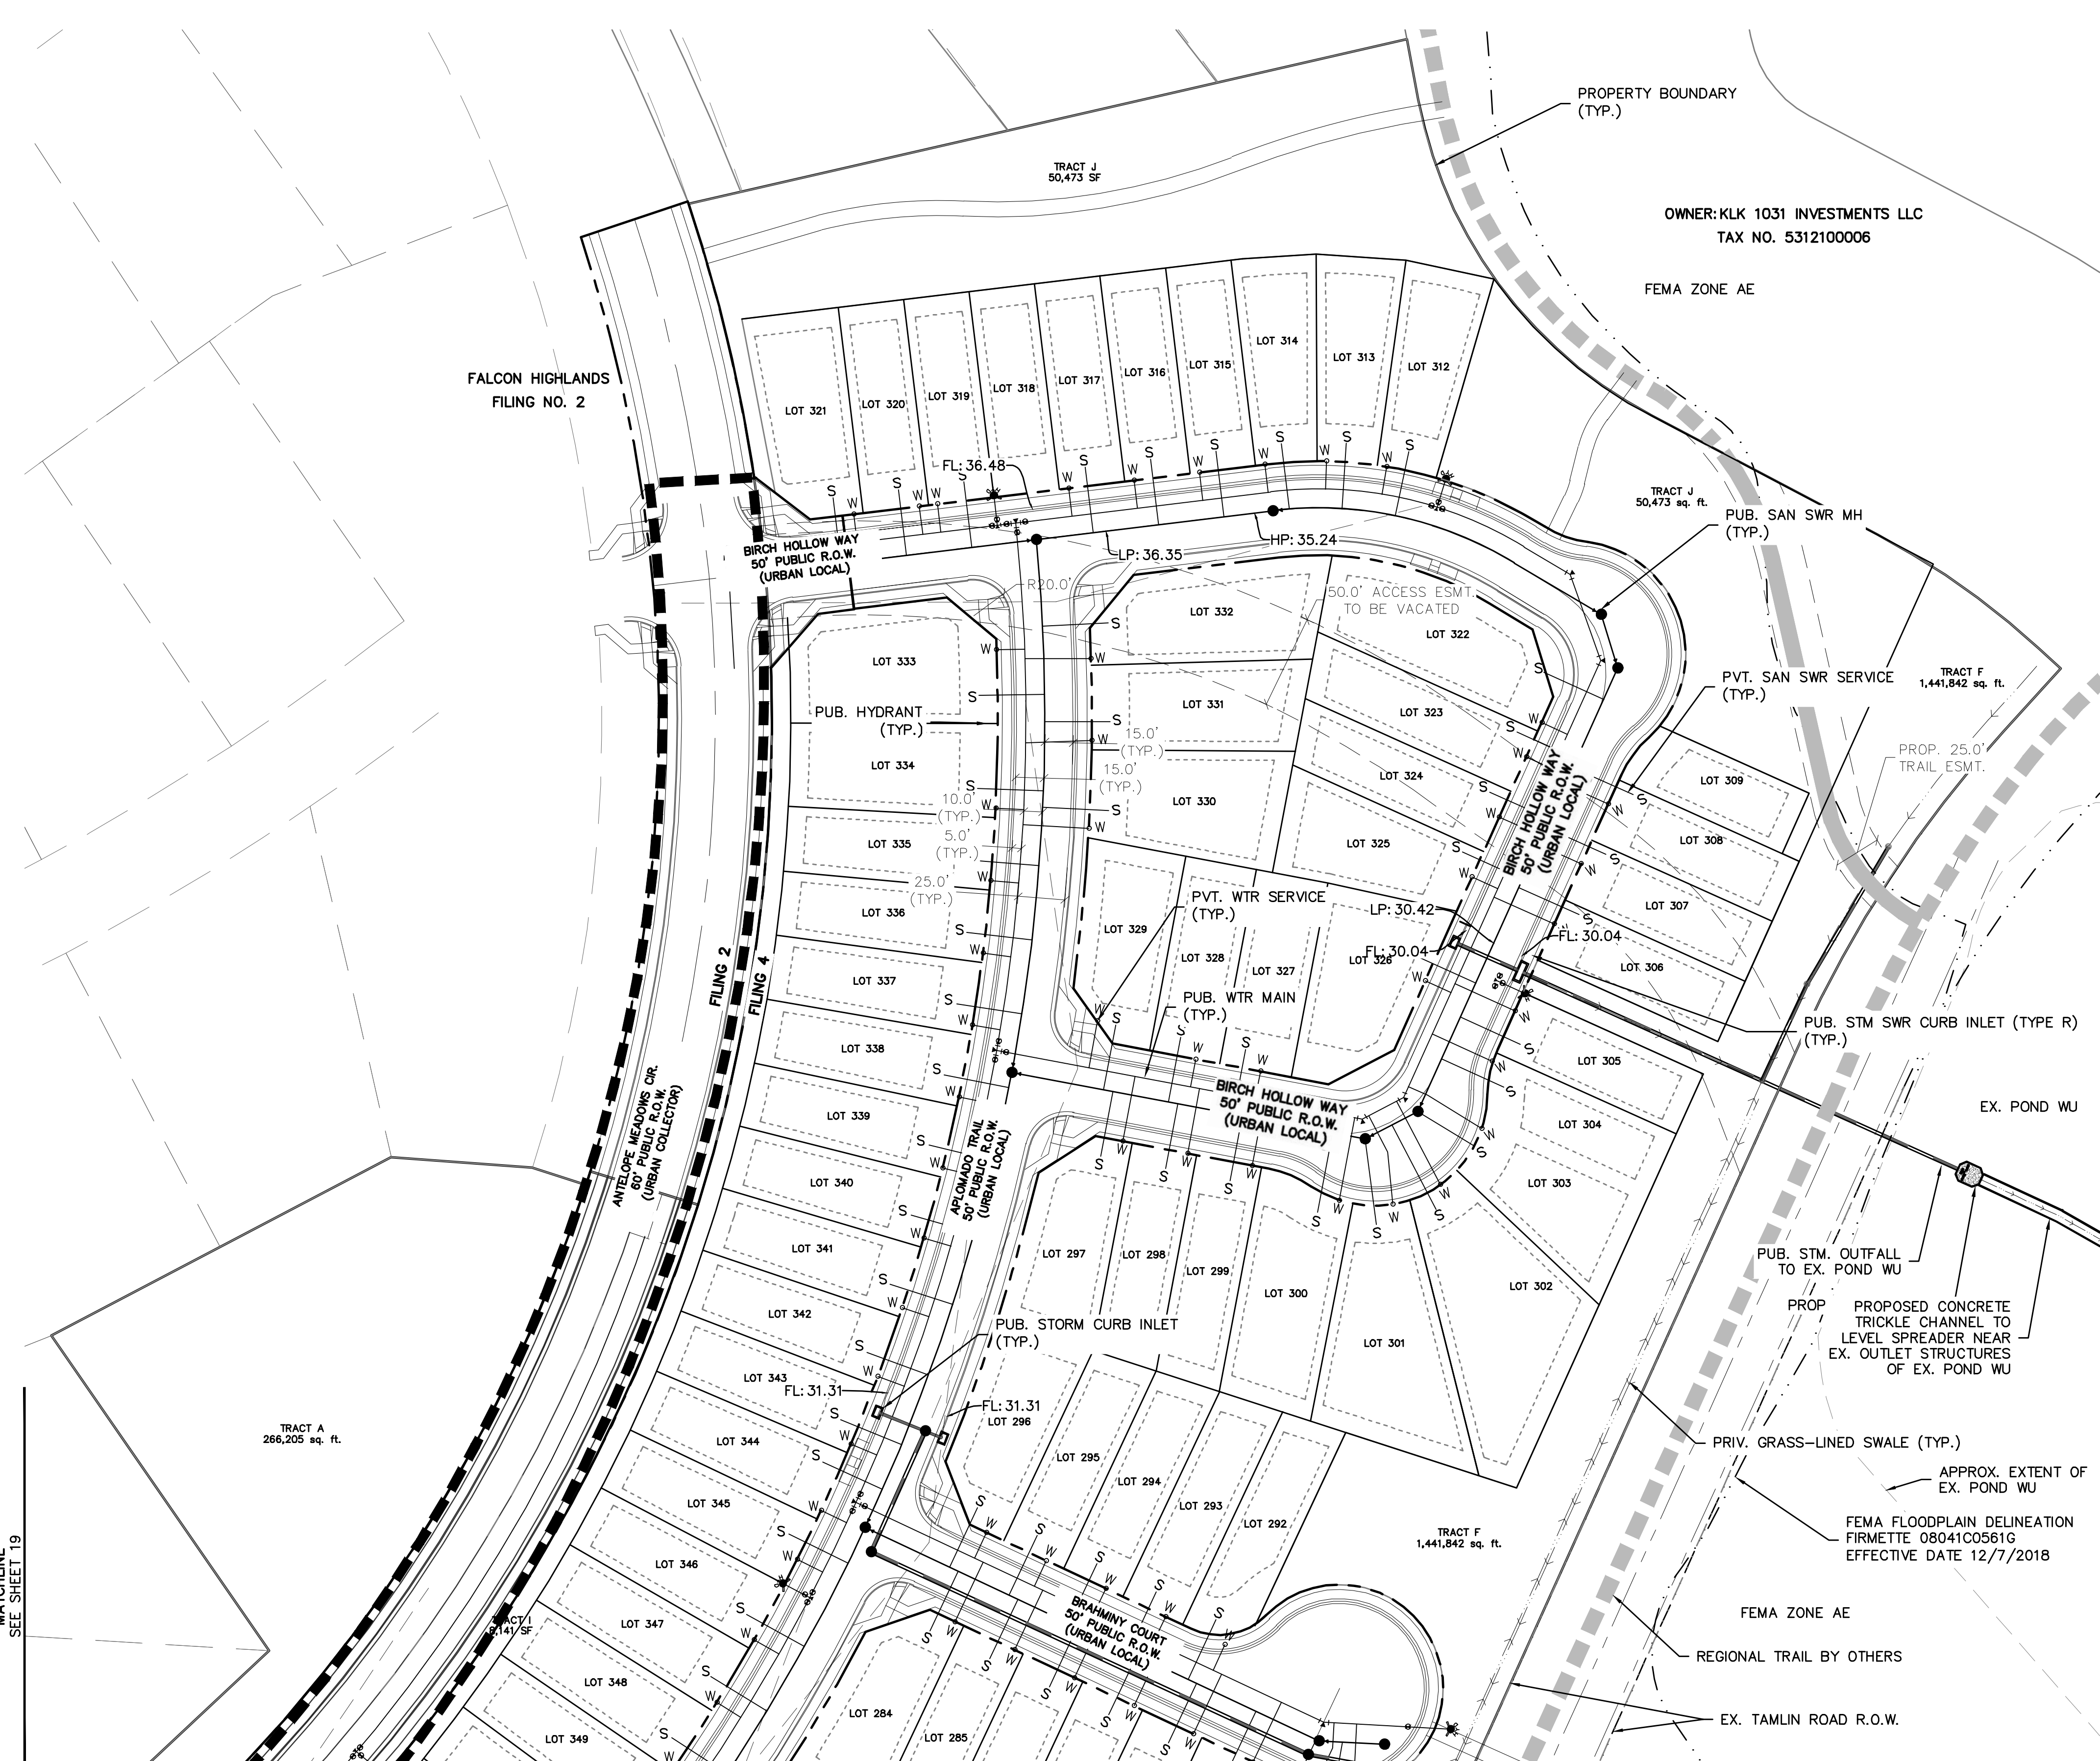 PROPERTY BOUNDARY
(TYP.)
TRACT J
50,473 SF
OWNER: KLK 1031 INVESTMENTS LLC
TAX NO. 5312100006
FEMA ZONE AE
FALCON HIGHLANDS
FILING NO. 2
LOT 321
LOT 320
LOT 319
LOT 318
LOT 317
LOT 316
LOT 315
LOT 314
LOT 313
LOT 312
FL: 36.48
TRACT J
50,473 sq. ft.
PUB. SAN SWR MH
(TYP.)
BIRCH HOLLOW WAY
50' PUBLIC R.O.W.
(URBAN LOCAL)
LP: 36.35
HP: 35.24
R20.0'
50.0' ACCESS ESMT.
TO BE VACATED
LOT 332
LOT 322
LOT 333
LOT 331
LOT 323
PUB. HYDRANT
(TYP.)
15.0'
(TYP.)
15.0'
(TYP.)
PVT. SAN SWR SERVICE
(TYP.)
TRACT F
1,441,842 sq. ft.
PROP. 25.0'
TRAIL ESMT.
LOT 334
LOT 330
LOT 324
LOT 309
10.0'
(TYP.)
5.0'
(TYP.)
25.0'
(TYP.)
LOT 335
LOT 325
LOT 308
BIRCH HOLLOW WAY
50' PUBLIC R.O.W.
(URBAN LOCAL)
LOT 336
PVT. WTR SERVICE
(TYP.)
LP: 30.42
LOT 307
LOT 329
FL: 30.04
FL: 30.04
LOT 328
LOT 327
LOT 326
LOT 306
FILING 2
FILING 4
LOT 337
PUB. WTR MAIN
(TYP.)
PUB. STM SWR CURB INLET (TYPE R)
(TYP.)
LOT 338
LOT 305
LOT 339
BIRCH HOLLOW WAY
50' PUBLIC R.O.W.
(URBAN LOCAL)
LOT 304
EX. POND WU
ANTELOPE MEADOWS CIR.
60' PUBLIC R.O.W.
(URBAN COLLECTOR)
APLOMADO TRAIL
50' PUBLIC R.O.W.
(URBAN LOCAL)
LOT 340
LOT 303
LOT 341
LOT 297
LOT 298
LOT 299
LOT 300
LOT 302
PUB. STM. OUTFALL
TO EX. POND WU
LOT 342
PUB. STORM CURB INLET
(TYP.)
LOT 301
PROP
PROPOSED CONCRETE
TRICKLE CHANNEL TO
LEVEL SPREADER NEAR
EX. OUTLET STRUCTURES
OF EX. POND WU
LOT 343
FL: 31.31
FL: 31.31
LOT 296
TRACT A
266,205 sq. ft.
LOT 344
LOT 295
LOT 294
LOT 293
LOT 292
PRIV. GRASS-LINED SWALE (TYP.)
APPROX. EXTENT OF
EX. POND WU
FEMA FLOODPLAIN DELINEATION
FIRMETTE 08041C0561G
EFFECTIVE DATE 12/7/2018
LOT 345
TRACT F
1,441,842 sq. ft.
LOT 346
MATCHLINE
SEE SHEET 19
TRACT I
8,141 SF
LOT 347
BRAHMINY COURT
50' PUBLIC R.O.W.
(URBAN LOCAL)
FEMA ZONE AE
REGIONAL TRAIL BY OTHERS
LOT 348
LOT 284
LOT 285
LOT 349
EX. TAMLIN ROAD R.O.W.